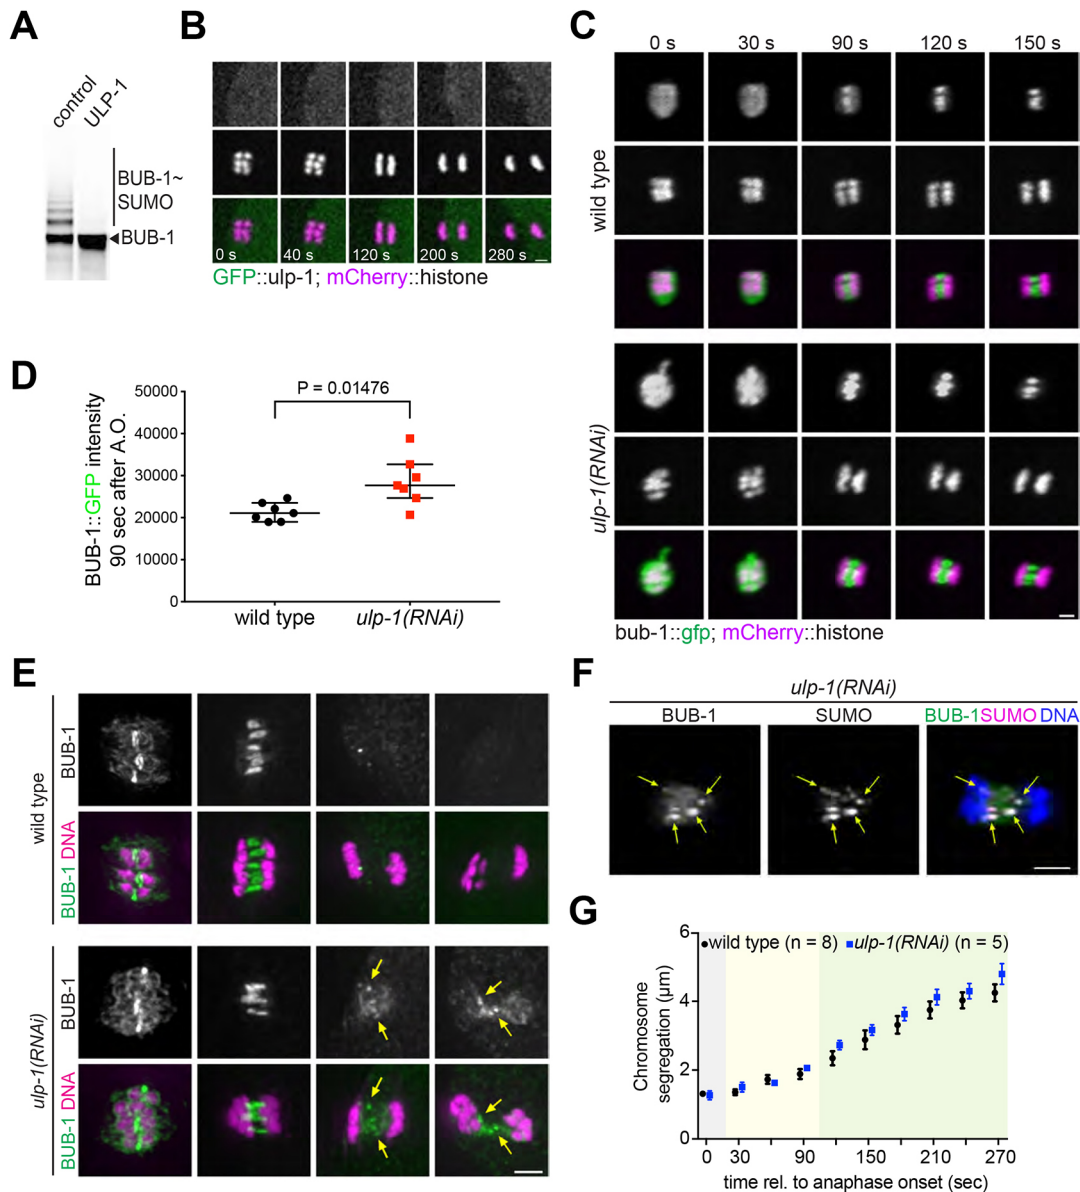 A
control
ULP-1
BUB-1~
SUMO
◀BUB-1
B
0 s
40 s
120 s
200 s
280 s
GFP::ulp-1; mCherry::histone
C
0 s
30 s
90 s
120 s
150 s
wild type
ulp-1(RNAi)
bub-1::gfp; mCherry::histone
D
BUB-1::GFP intensity
90 sec after A.O.
50000
40000
30000
20000
10000
0
P = 0.01476
wild type
ulp-1(RNAi)
E
wild type
BUB-1
BUB-1 DNA
ulp-1(RNAi)
BUB-1
BUB-1 DNA
F
ulp-1(RNAi)
BUB-1
SUMO
BUB-1 SUMO DNA
G
Chromosome
segregation (μm)
6
4
2
0
wild type (n = 8)
ulp-1(RNAi) (n = 5)
0
30
90
150
210
270
time rel. to anaphase onset (sec)